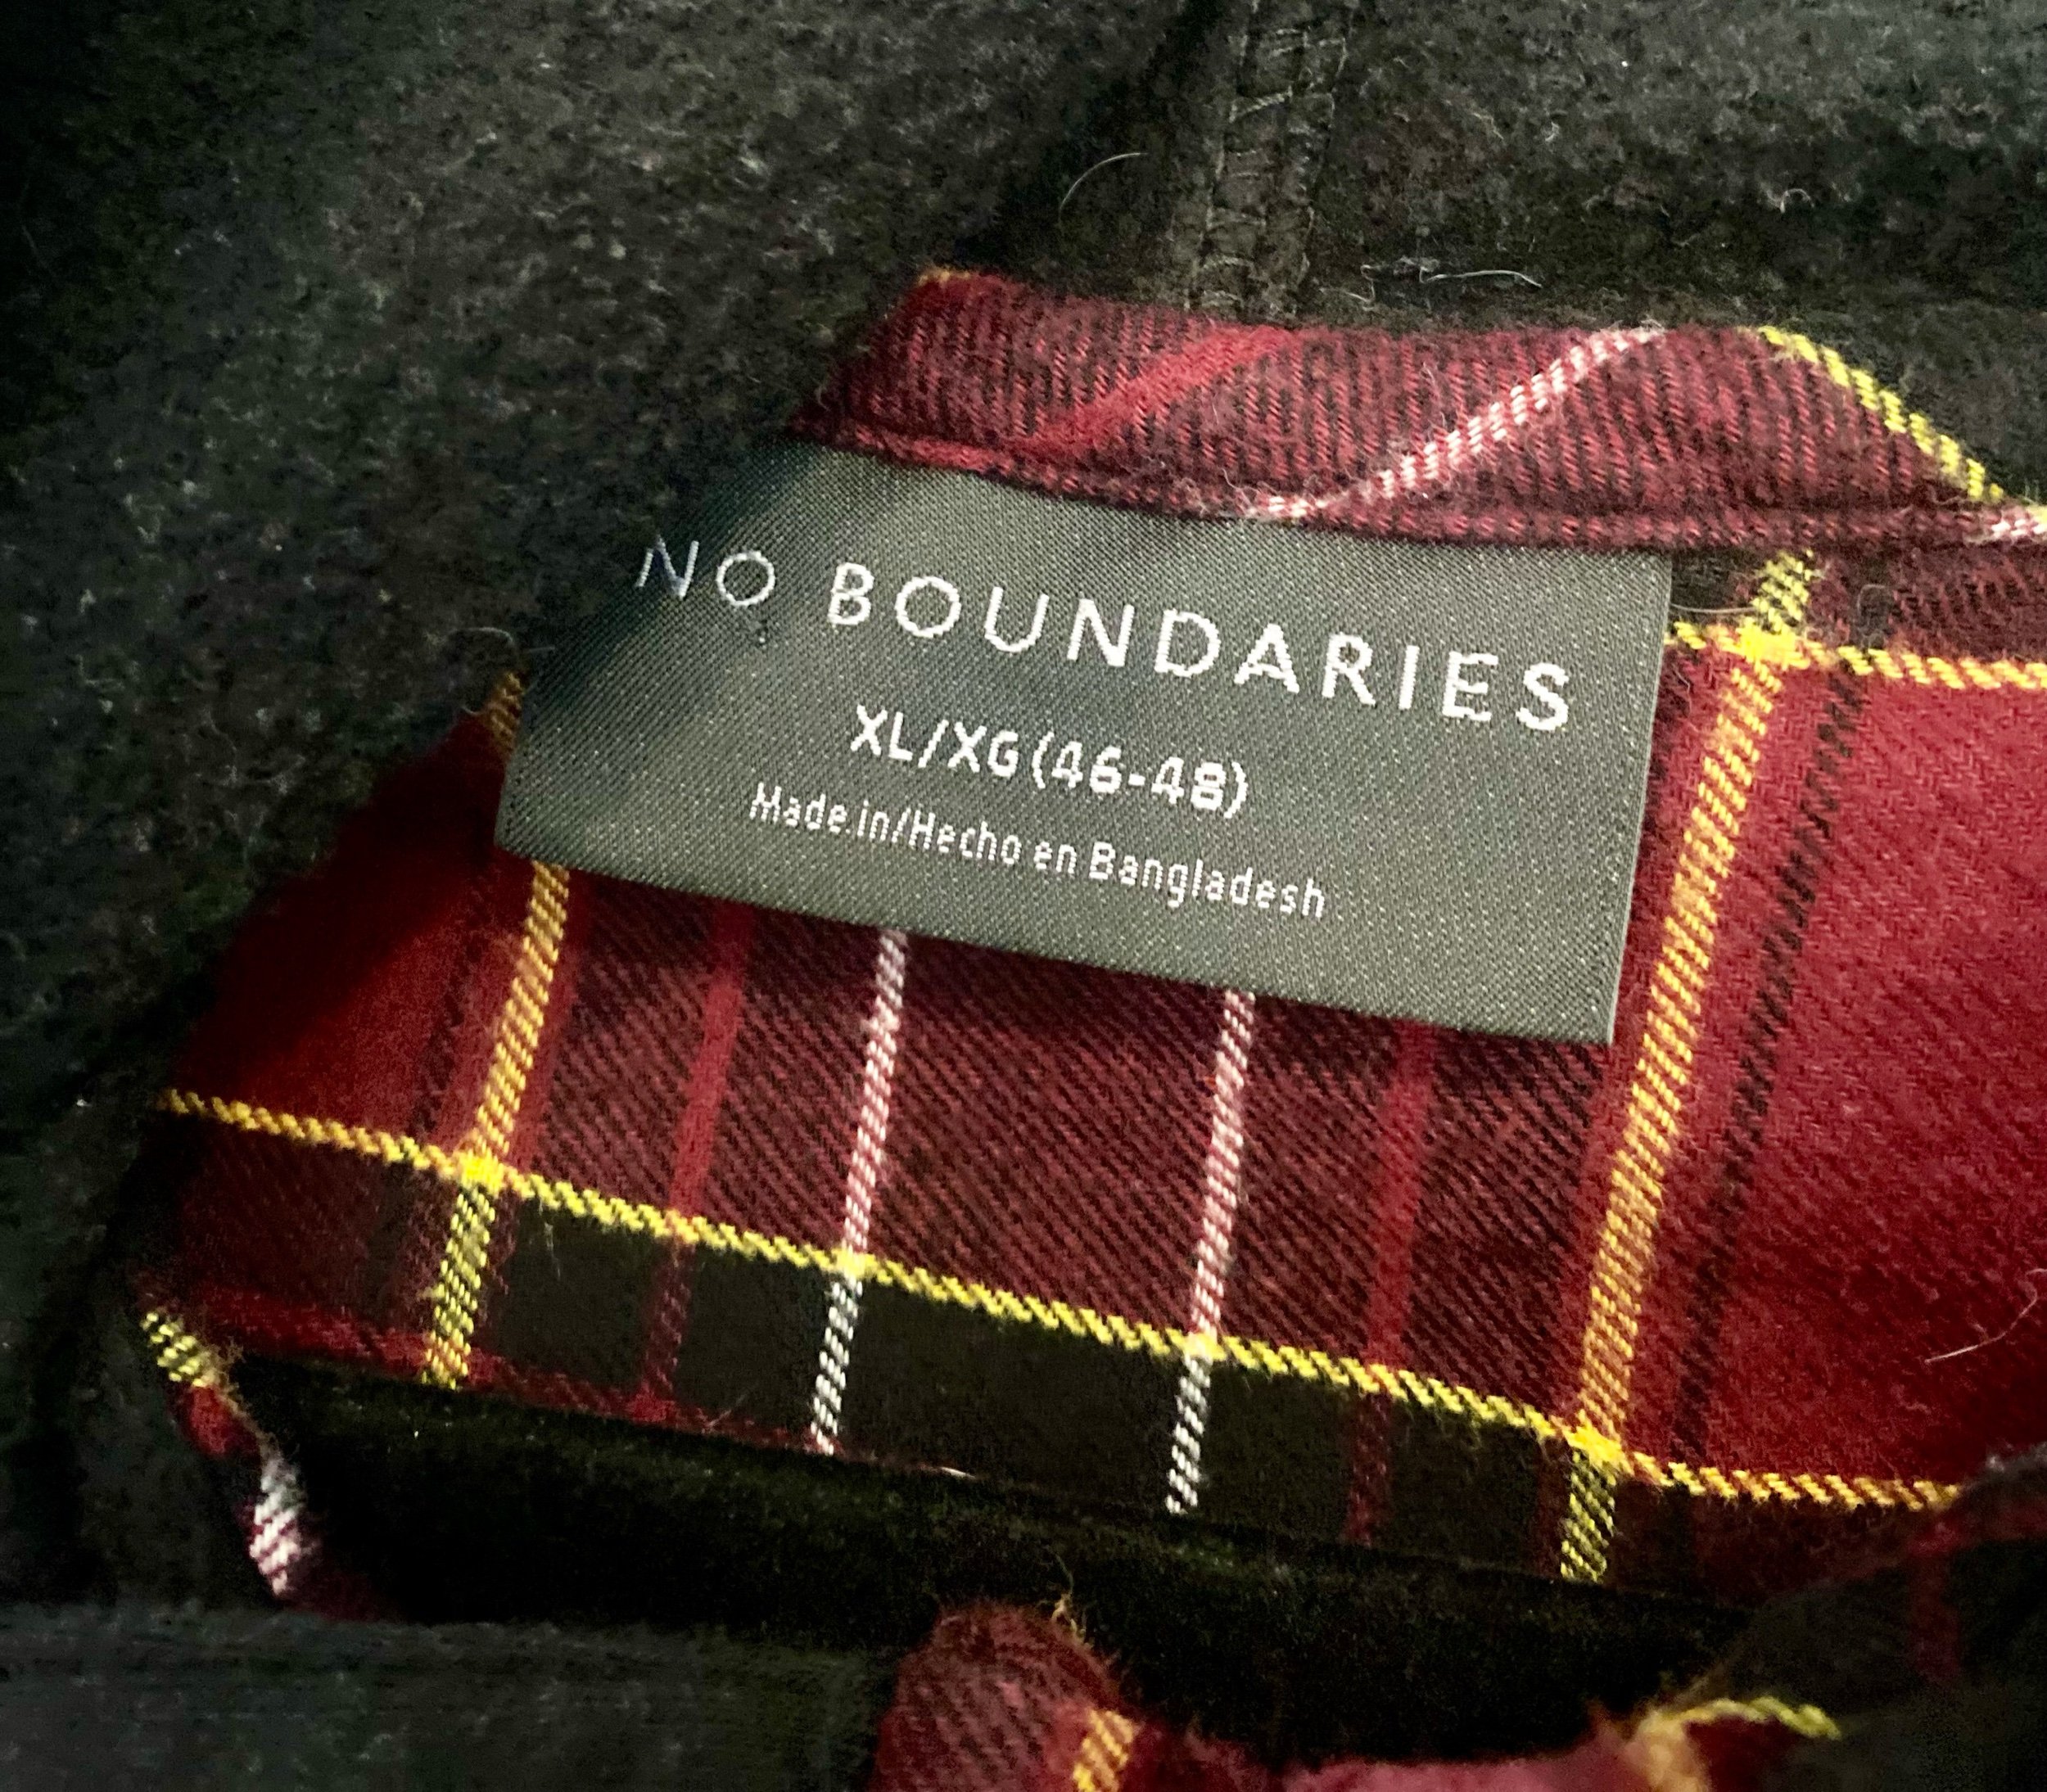 NO BOUNDARIES
XL/XG (46-48)
Made in/Hecho en Bangladesh